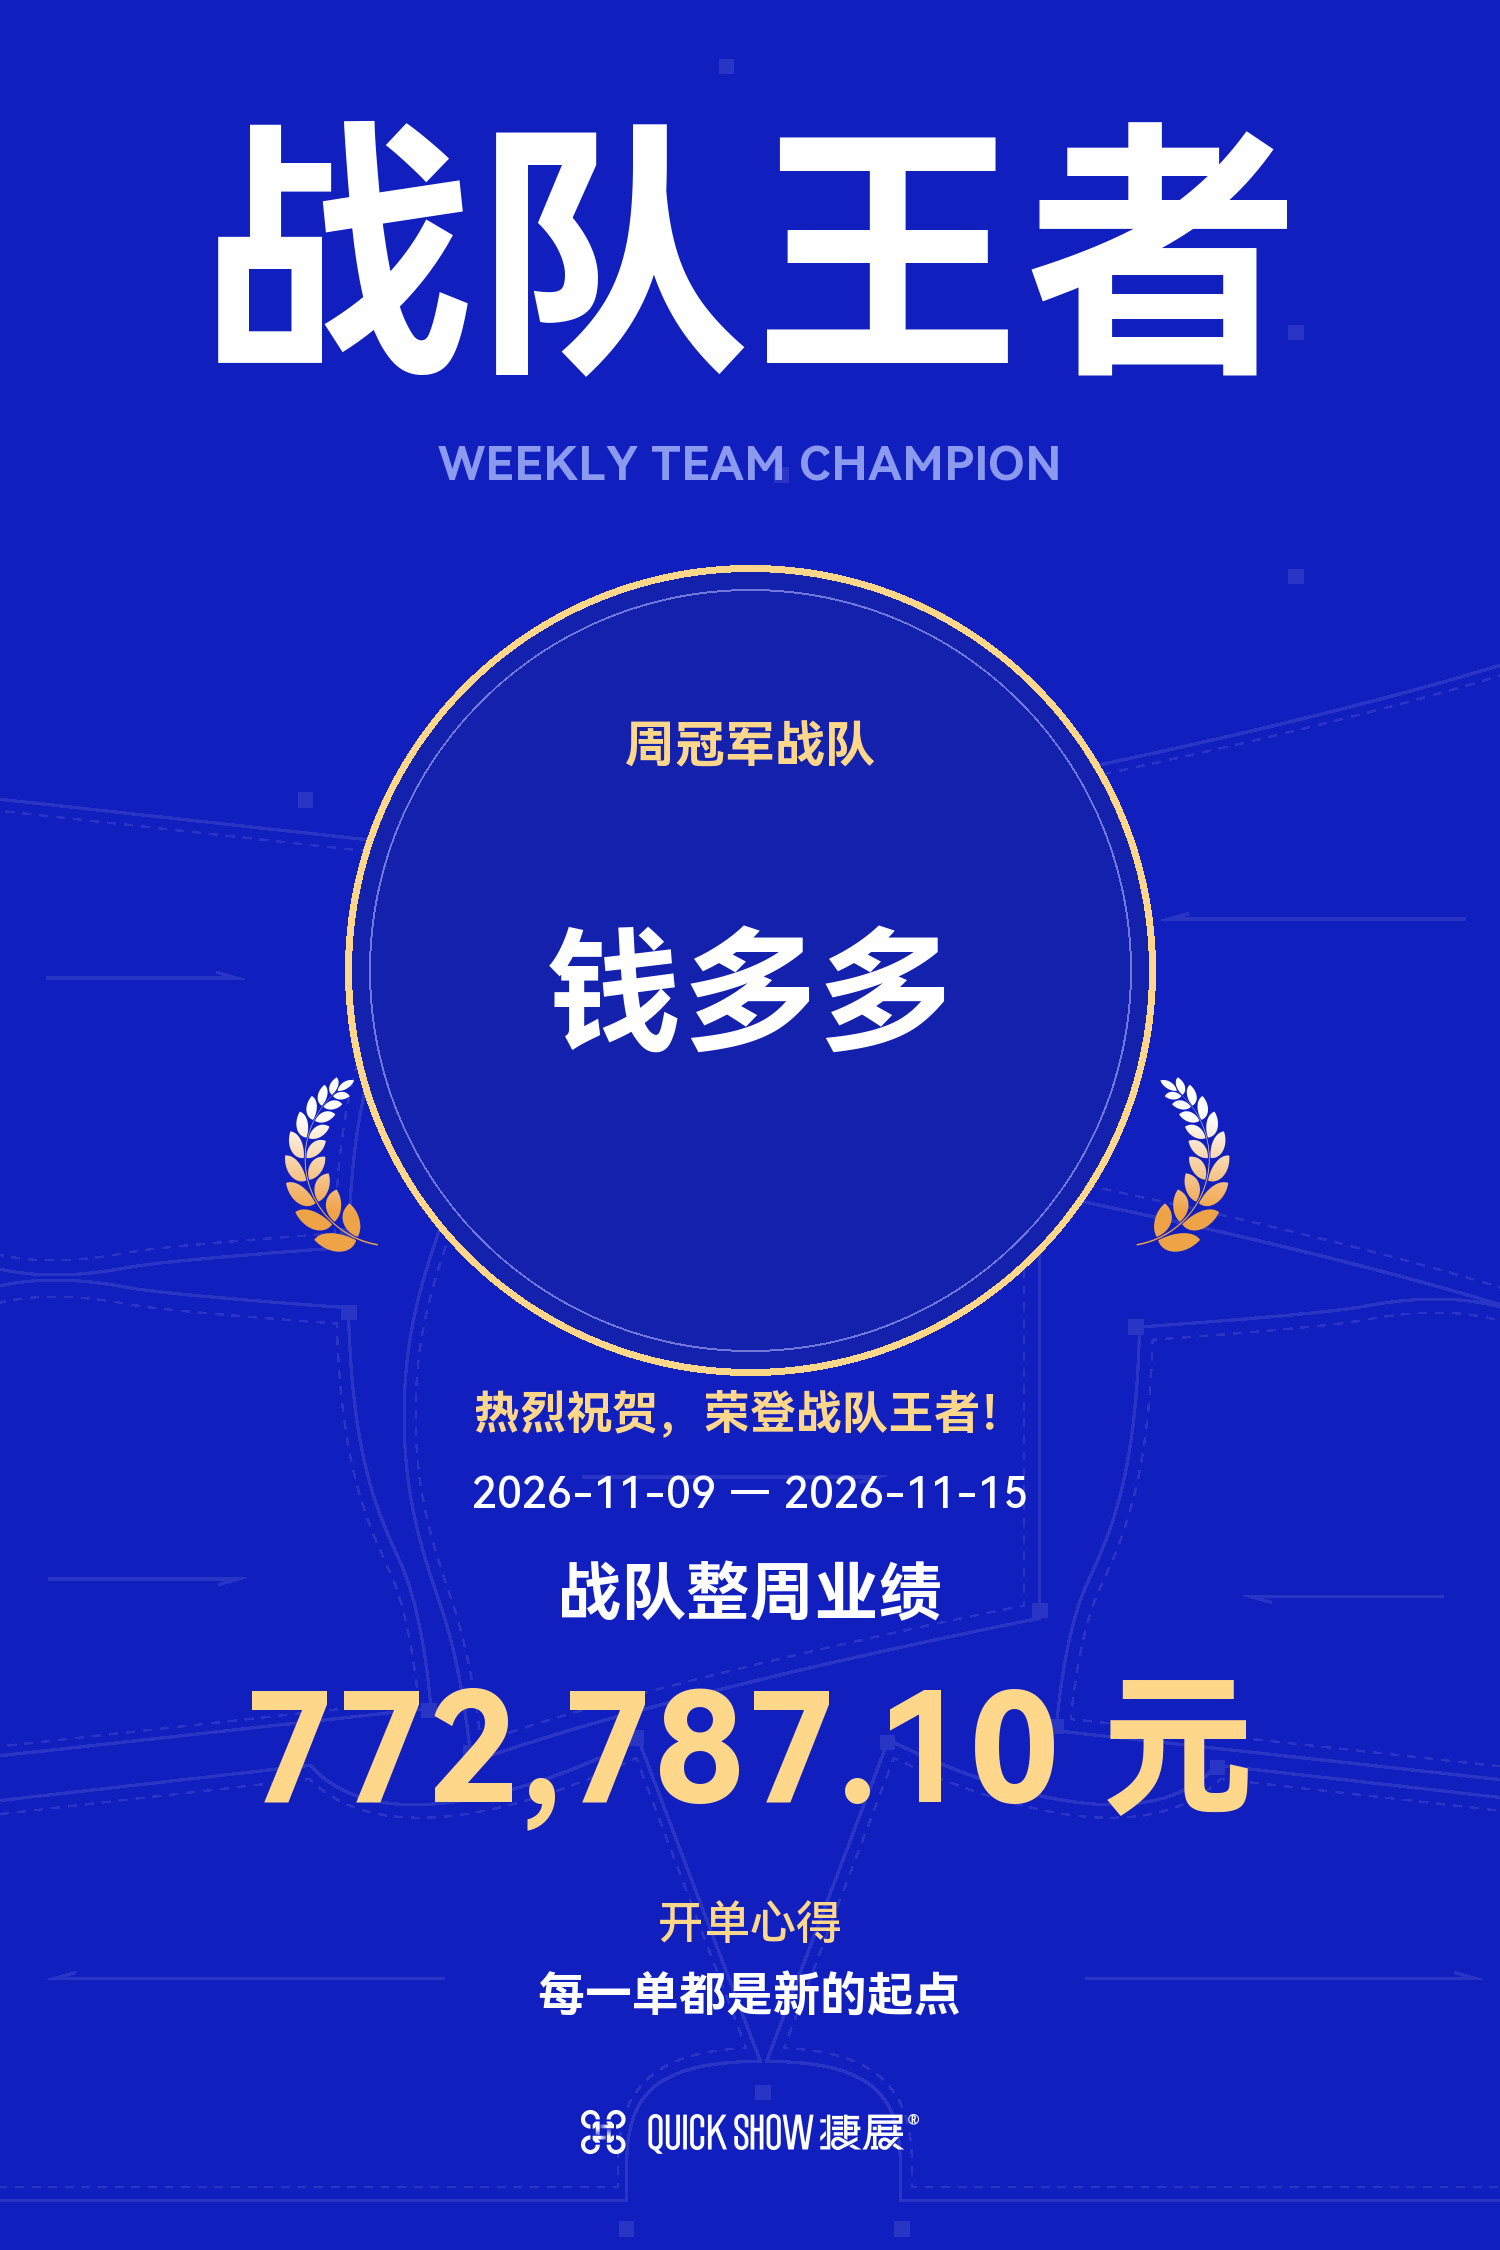 战队王者
WEEKLY TEAM CHAMPION
周冠军战队
钱多多
热烈祝贺，荣登战队王者！
2026-11-09 — 2026-11-15
战队整周业绩
772,787.10 元
开单心得
每一单都是新的起点
QUICK SHOW 捷展®